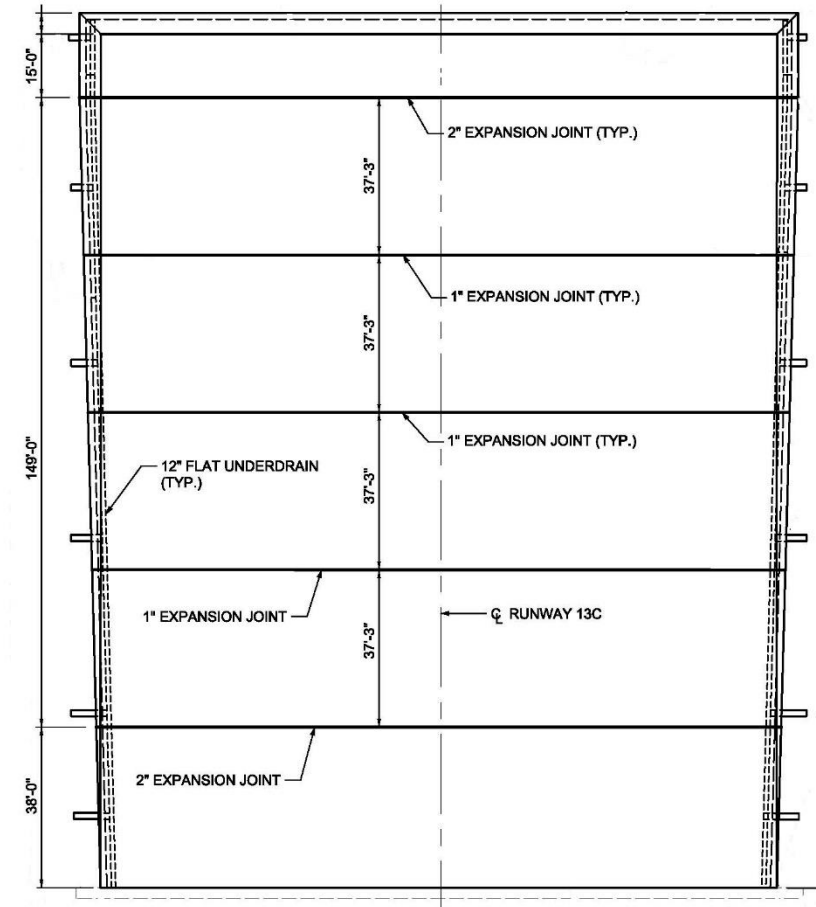 15'-0"
2" EXPANSION JOINT (TYP.)
37'-3"
1" EXPANSION JOINT (TYP.)
37'-3"
1" EXPANSION JOINT (TYP.)
149'-0"
12" FLAT UNDERDRAIN
(TYP.)
37'-3"
1" EXPANSION JOINT
℄ RUNWAY 13C
37'-3"
2" EXPANSION JOINT
38'-0"